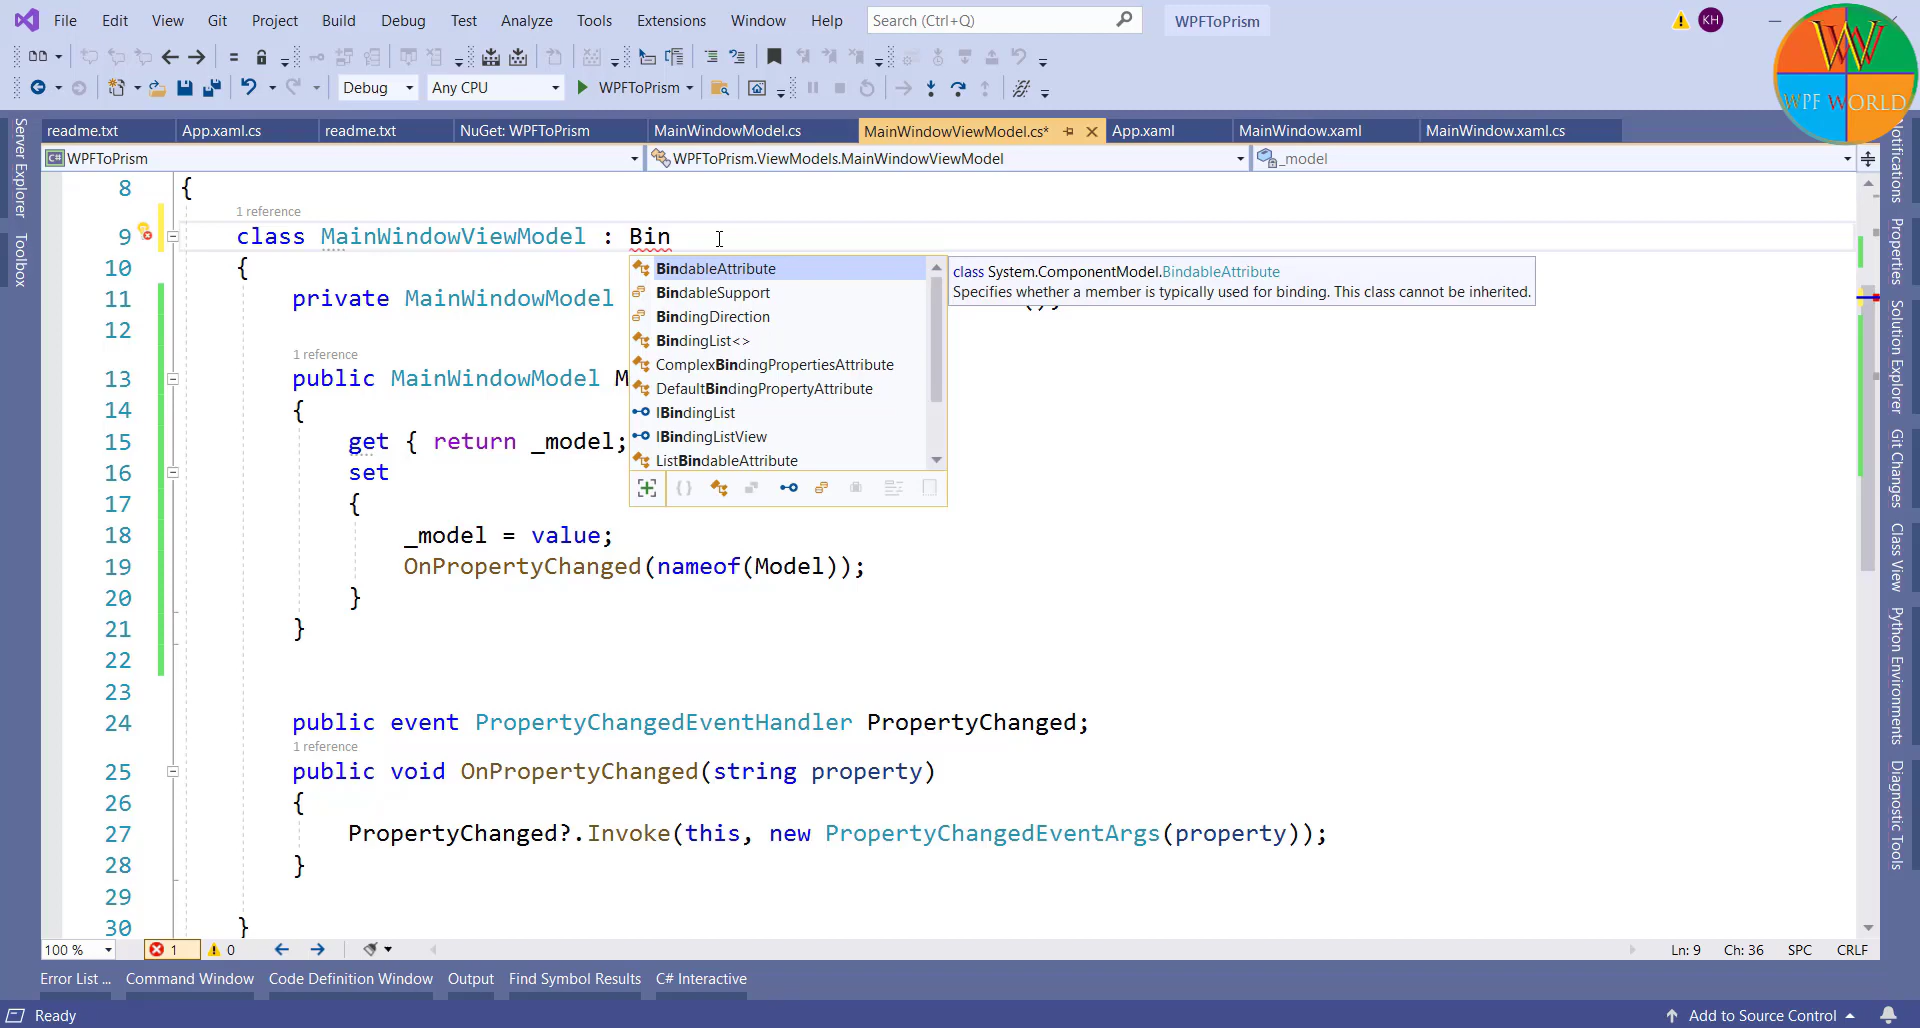 File Edit View Git Project Build Debug Test Analyze Tools Extensions Window Help Search (Ctrl+Q) WPFToPrism KH
Debug Any CPU WPFToPrism
W
WPF WORLD
readme.txt App.xaml.cs readme.txt NuGet: WPFToPrism MainWindowModel.cs MainWindowViewModel.cs* App.xaml MainWindow.xaml MainWindow.xaml.cs
WPFToPrism WPFToPrism.ViewModels.MainWindowViewModel _model
Server Explorer
Toolbox
Notifications
Properties
Solution Explorer
Git Changes
Class View
Python Environments
Diagnostic Tools
8 {
1 reference
9 class MainWindowViewModel : Bin
10 {
11 private MainWindowModel ();
12
1 reference
13 public MainWindowModel M
14 {
15 get { return _model;
16 set
17 {
18 _model = value;
19 OnPropertyChanged(nameof(Model));
20 }
21 }
22
23
24 public event PropertyChangedEventHandler PropertyChanged;
1 reference
25 public void OnPropertyChanged(string property)
26 {
27 PropertyChanged?.Invoke(this, new PropertyChangedEventArgs(property));
28 }
29
30 }
BindableAttribute
BindableSupport
BindingDirection
BindingList<>
ComplexBindingPropertiesAttribute
DefaultBindingPropertyAttribute
IBindingList
IBindingListView
ListBindableAttribute
class System.ComponentModel.BindableAttribute
Specifies whether a member is typically used for binding. This class cannot be inherited.
100 % 1 0 Ln: 9 Ch: 36 SPC CRLF
Error List ... Command Window Code Definition Window Output Find Symbol Results C# Interactive
Ready Add to Source Control